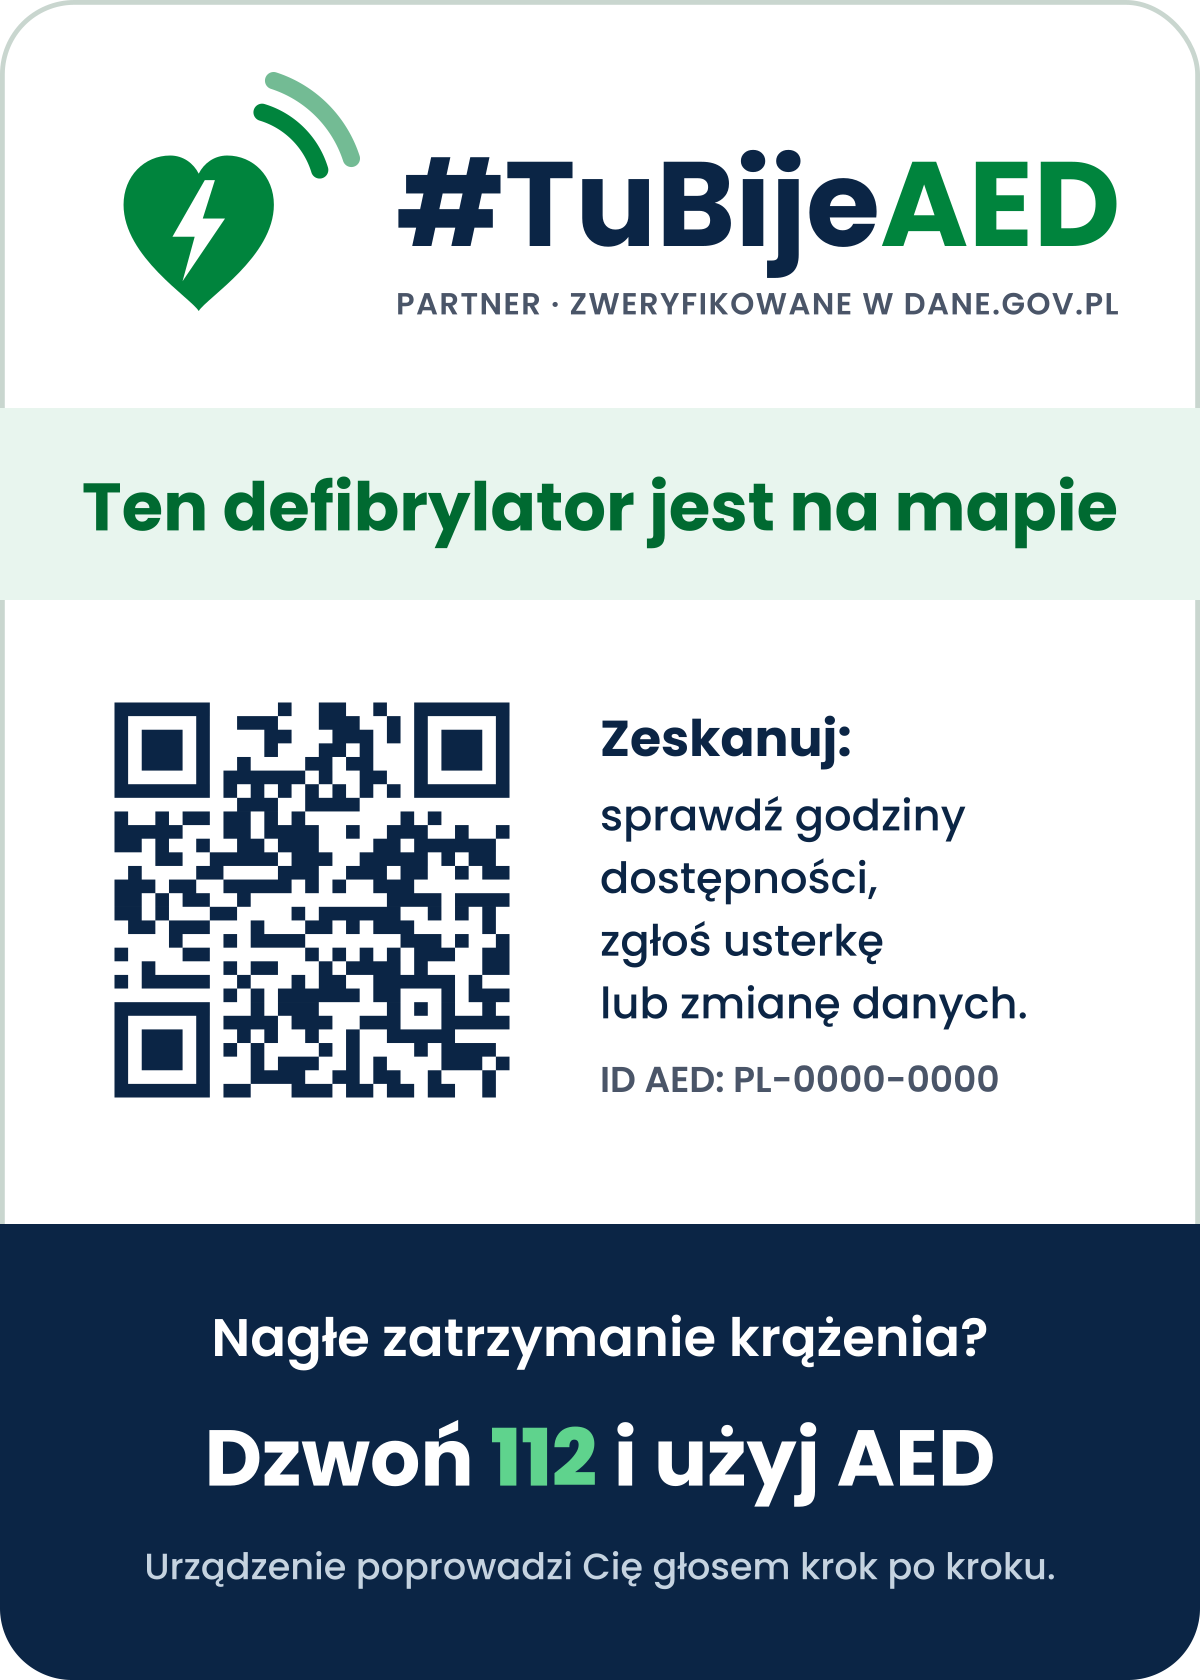 #TuBijeAED
PARTNER · ZWERYFIKOWANE W DANE.GOV.PL
Ten defibrylator jest na mapie
Zeskanuj:
sprawdź godziny
dostępności,
zgłoś usterkę
lub zmianę danych.
ID AED: PL-0000-0000
Nagłe zatrzymanie krążenia?
Dzwoń 112 i użyj AED
Urządzenie poprowadzi Cię głosem krok po kroku.